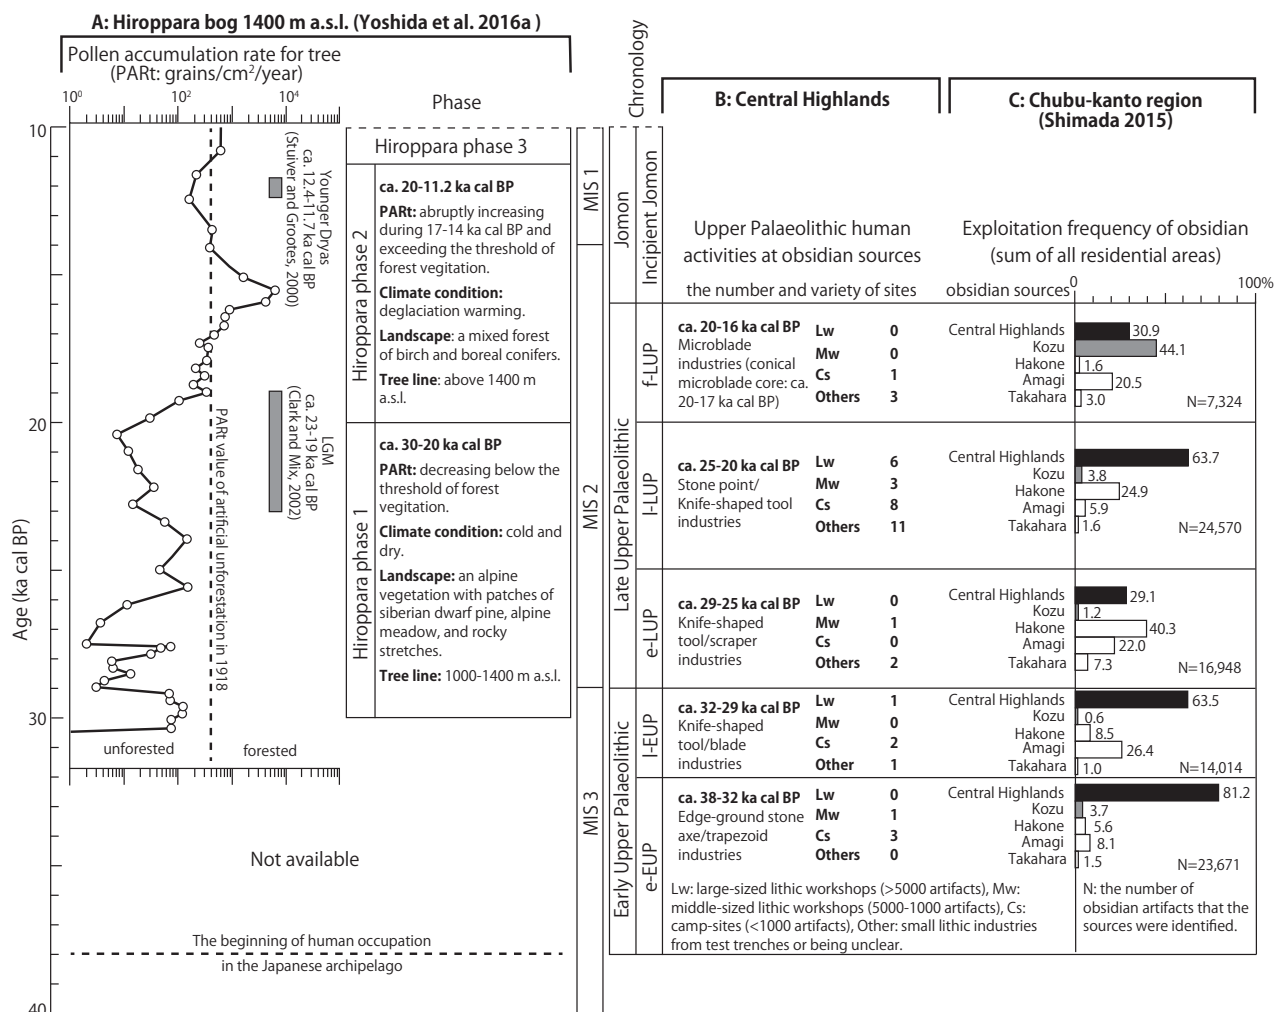 A: Hiroppara bog 1400 m a.s.l. (Yoshida et al. 2016a )
Pollen accumulation rate for tree
(PARt: grains/cm²/year)
10⁰ 10² 10⁴
Phase
Age (ka cal BP)
10
20
30
40
Younger Dryas
ca. 12.4-11.7 ka cal BP
(Stuiver and Grootes, 2000)
LGM
ca. 23-19 ka cal BP
(Clark and Mix, 2002)
PARt value of artificial unforestation in 1918
unforested
forested
Not available
The beginning of human occupation
in the Japanese archipelago
Hiroppara phase 3
Hiroppara phase 2
ca. 20-11.2 ka cal BP
PARt: abruptly increasing
during 17-14 ka cal BP and
exceeding the threshold of
forest vegitation.
Climate condition:
deglaciation warming.
Landscape: a mixed forest
of birch and boreal conifers.
Tree line: above 1400 m
a.s.l.
Hiroppara phase 1
ca. 30-20 ka cal BP
PARt: decreasing below the
threshold of forest
vegitation.
Climate condition: cold and
dry.
Landscape: an alpine
vegetation with patches of
siberian dwarf pine, alpine
meadow, and rocky
stretches.
Tree line: 1000-1400 m a.s.l.
MIS 1
MIS 2
MIS 3
Chronology
Jomon
Incipient Jomon
Late Upper Palaeolithic
f-LUP
l-LUP
e-LUP
Early Upper Palaeolithic
l-EUP
e-EUP
B: Central Highlands
Upper Palaeolithic human
activities at obsidian sources
the number and variety of sites
ca. 20-16 ka cal BP
Microblade
industries (conical
microblade core: ca.
20-17 ka cal BP)
Lw 0
Mw 0
Cs 1
Others 3
ca. 25-20 ka cal BP
Stone point/
Knife-shaped tool
industries
Lw 6
Mw 3
Cs 8
Others 11
ca. 29-25 ka cal BP
Knife-shaped
tool/scraper
industries
Lw 0
Mw 1
Cs 0
Others 2
ca. 32-29 ka cal BP
Knife-shaped
tool/blade
industries
Lw 1
Mw 0
Cs 2
Other 1
ca. 38-32 ka cal BP
Edge-ground stone
axe/trapezoid
industries
Lw 0
Mw 1
Cs 3
Others 0
Lw: large-sized lithic workshops (>5000 artifacts), Mw:
middle-sized lithic workshops (5000-1000 artifacts), Cs:
camp-sites (<1000 artifacts), Other: small lithic industries
from test trenches or being unclear.
C: Chubu-kanto region
(Shimada 2015)
Exploitation frequency of obsidian
(sum of all residential areas)
obsidian sources 0 100%
Central Highlands 30.9
Kozu 44.1
Hakone 1.6
Amagi 20.5
Takahara 3.0
N=7,324
Central Highlands 63.7
Kozu 3.8
Hakone 24.9
Amagi 5.9
Takahara 1.6
N=24,570
Central Highlands 29.1
Kozu 1.2
Hakone 40.3
Amagi 22.0
Takahara 7.3
N=16,948
Central Highlands 63.5
Kozu 0.6
Hakone 8.5
Amagi 26.4
Takahara 1.0
N=14,014
Central Highlands 81.2
Kozu 3.7
Hakone 5.6
Amagi 8.1
Takahara 1.5
N=23,671
N: the number of
obsidian artifacts that the
sources were identified.